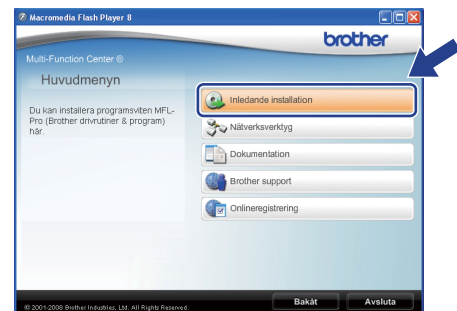 Macromedia Flash Player 8
brother
Multi-Function Center ®
Huvudmenyn
Du kan installera programsviten MFL-
Pro (Brother drivrutiner & program)
här.
Inledande installation
Nätverksverktyg
Dokumentation
Brother support
Onlineregistrering
© 2001-2008 Brother Industries, Ltd. All Rights Reserved.
Bakåt
Avsluta